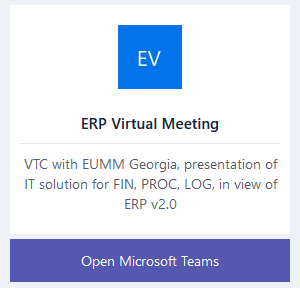 EV
ERP Virtual Meeting
VTC with EUMM Georgia, presentation of
IT solution for FIN, PROC, LOG, in view of
ERP v2.0
Open Microsoft Teams